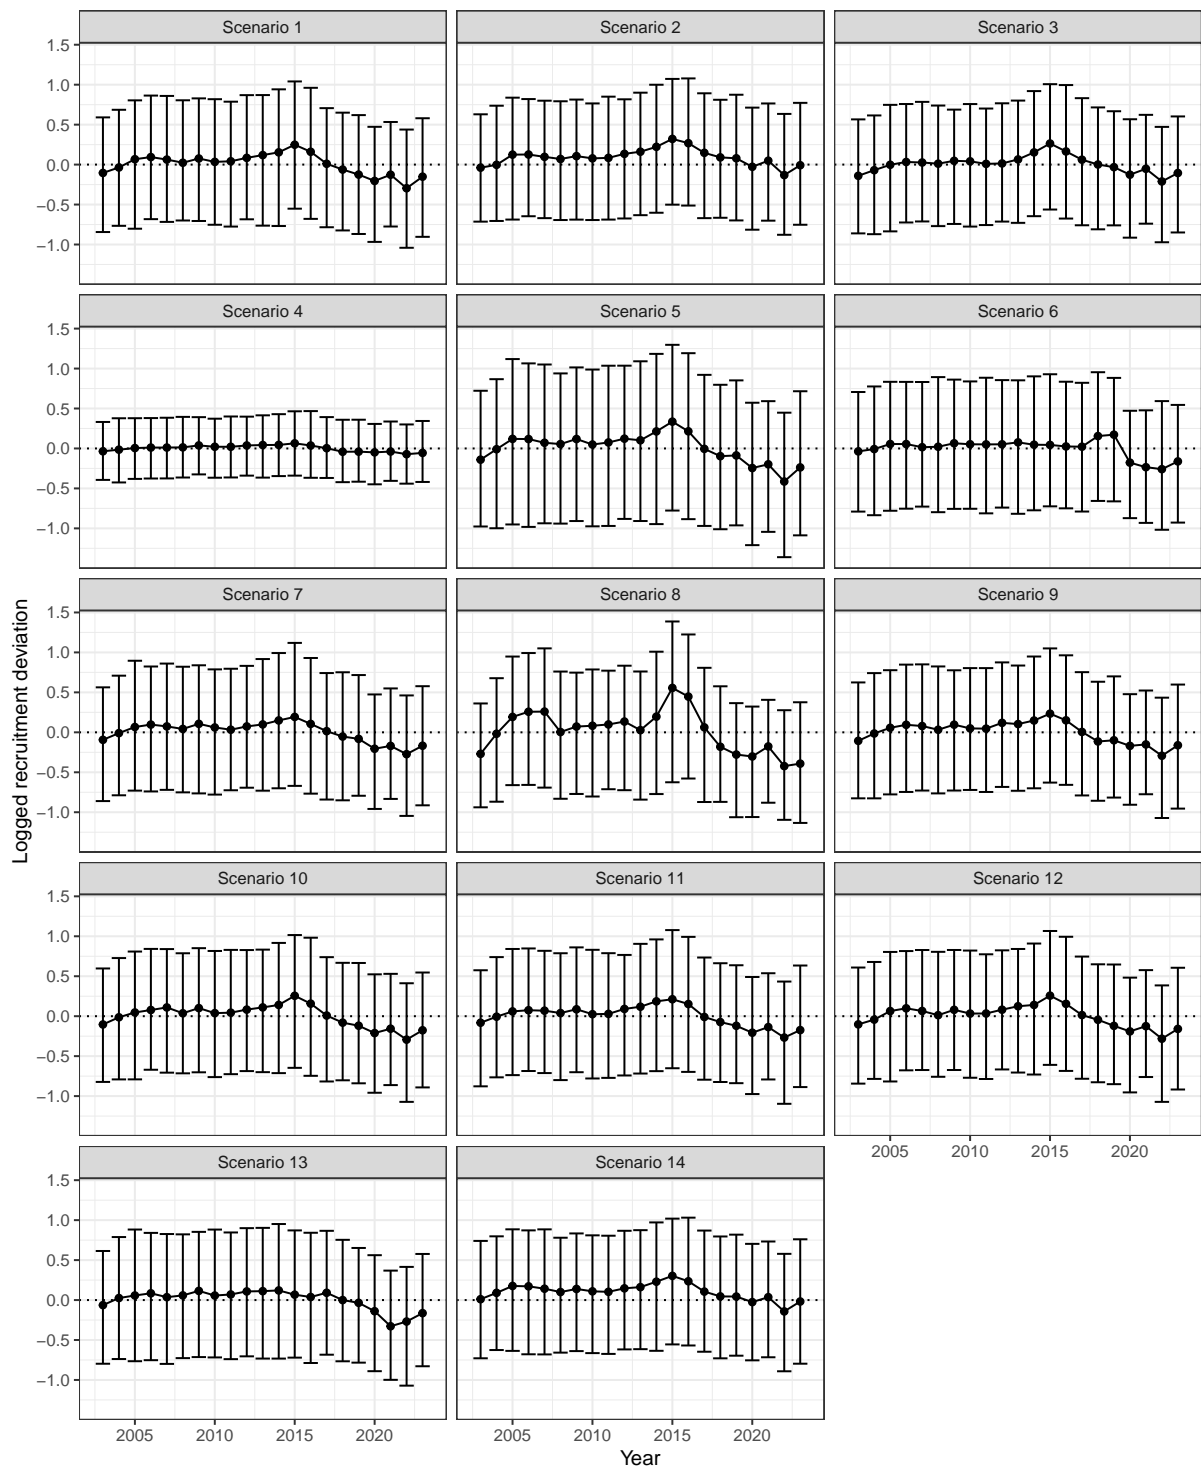 Scenario 1
Scenario 2
Scenario 3
1.5
1.0
0.5
0.0
−0.5
−1.0
Scenario 4
Scenario 5
Scenario 6
1.5
1.0
0.5
0.0
−0.5
−1.0
Scenario 7
Scenario 8
Scenario 9
1.5
1.0
0.5
0.0
−0.5
−1.0
Logged recruitment deviation
Scenario 10
Scenario 11
Scenario 12
1.5
1.0
0.5
0.0
−0.5
−1.0
2005 2010 2015 2020
Scenario 13
Scenario 14
1.5
1.0
0.5
0.0
−0.5
−1.0
2005 2010 2015 2020
2005 2010 2015 2020
Year